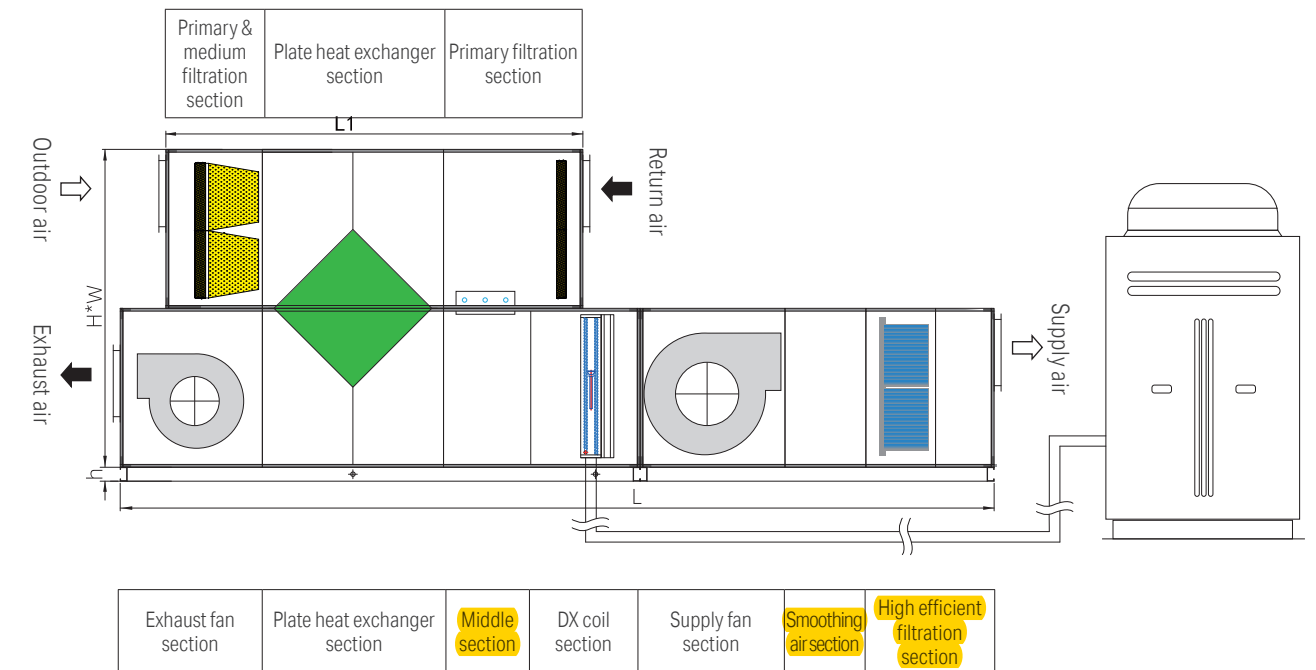 Primary &
medium
filtration
section
Plate heat exchanger
section
Primary filtration
section
L1
Outdoor air
Return air
W*H
Exhaust air
Supply air
h
L
Exhaust fan
section
Plate heat exchanger
section
Middle
section
DX coil
section
Supply fan
section
Smoothing
air section
High efficient
filtration
section